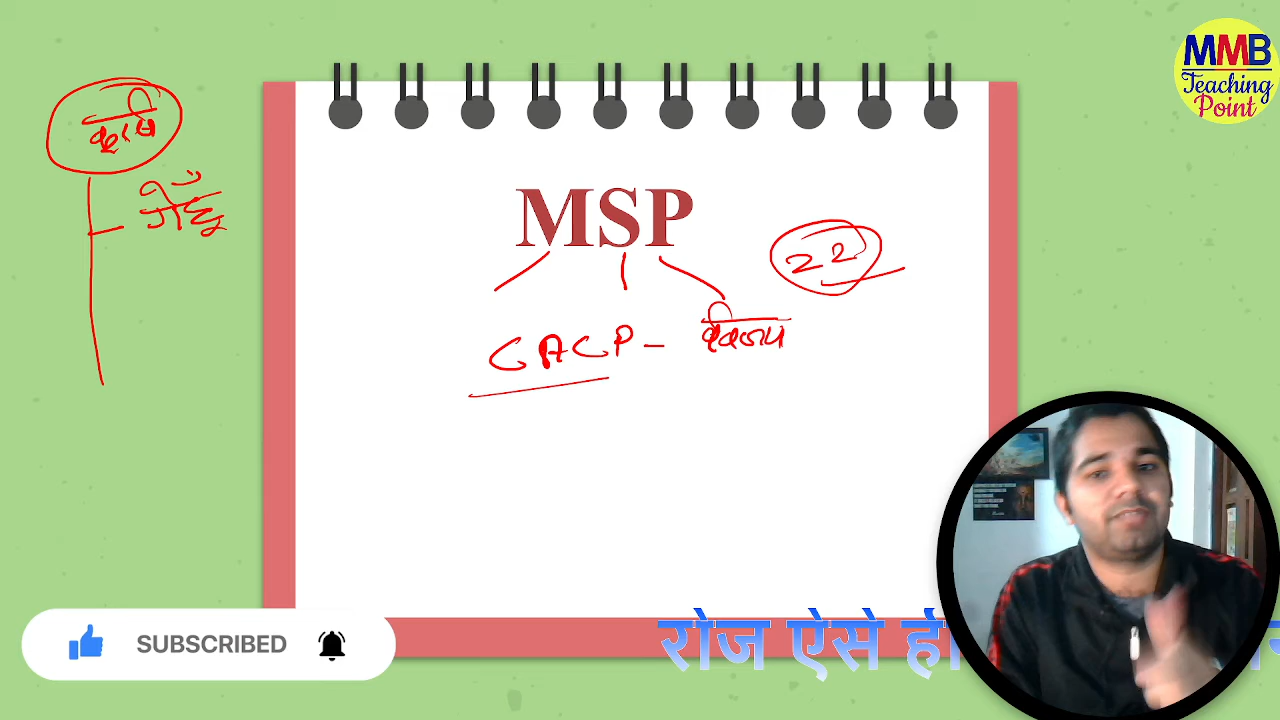 MMB
Teaching
Point
कृषि
गेहूँ
MSP
22
CACP -
SUBSCRIBED
रोज ऐसे ही